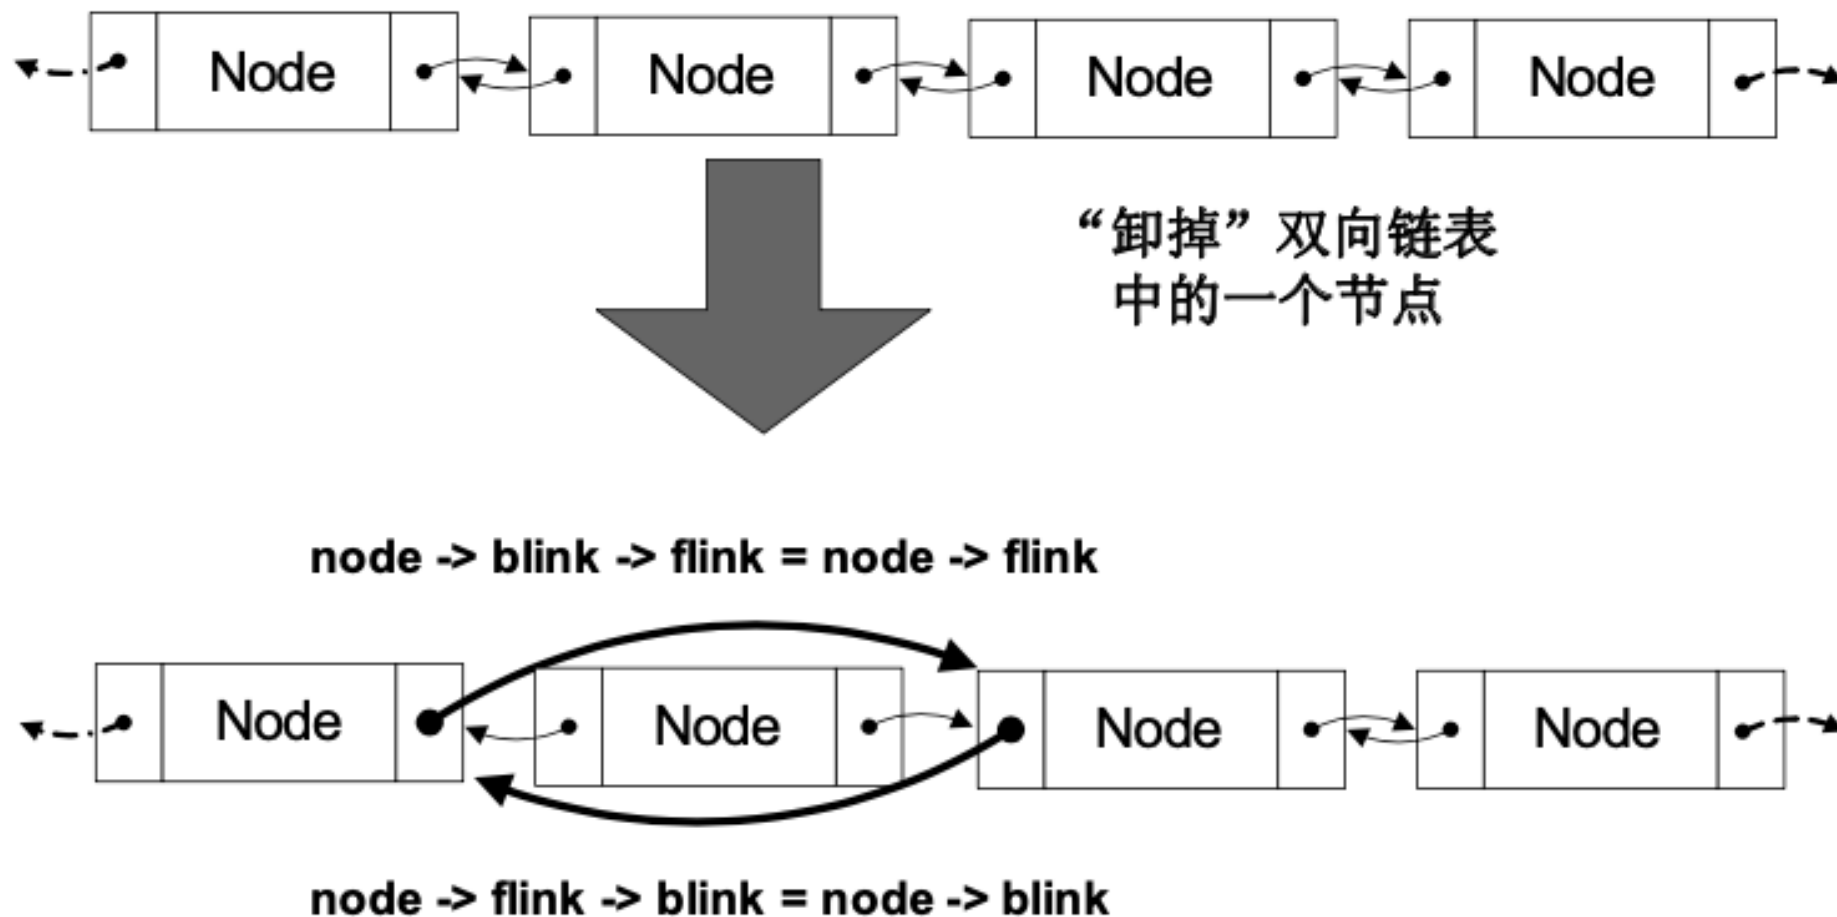 Node Node Node Node
“卸掉”双向链表
中的一个节点
node -> blink -> flink = node -> flink
Node Node Node Node
node -> flink -> blink = node -> blink